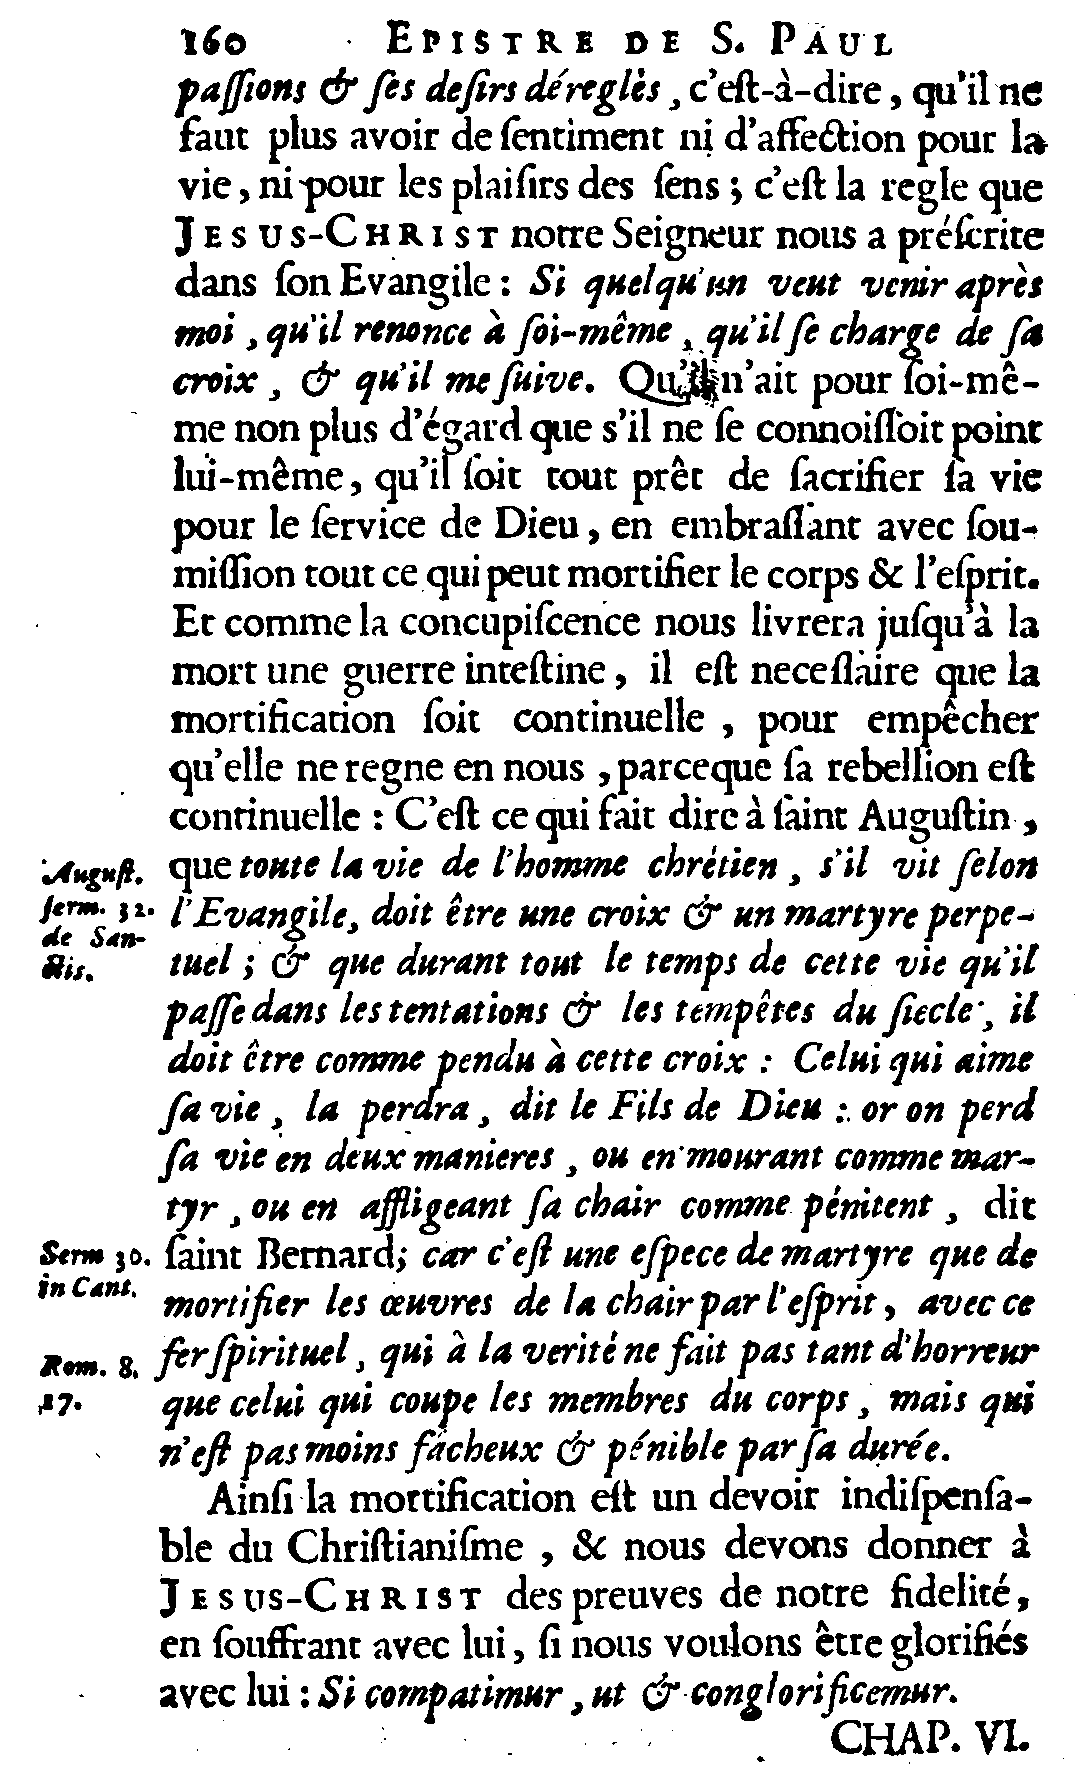 160 EPISTRE DE S. PAUL
paſſions & ſes deſirs déreglès, c'eſt-à-dire, qu'il ne
faut plus avoir de ſentiment ni d'affection pour la
vie, ni pour les plaiſirs des ſens; c'eſt la regle que
JESUS-CHRIST notre Seigneur nous a préſcrite
dans ſon Evangile: Si quelqu'un veut venir après
moi, qu'il renonce à ſoi-même, qu'il ſe charge de ſa
croix, & qu'il me ſuive. Qu'il n'ait pour ſoi-mê-
me non plus d'égard que s'il ne ſe connoiſſoit point
lui-même, qu'il ſoit tout prêt de ſacrifier ſa vie
pour le ſervice de Dieu, en embraſſant avec ſou-
miſſion tout ce qui peut mortifier le corps & l'eſprit.
Et comme la concupiſcence nous livrera juſqu'à la
mort une guerre inteſtine, il eſt neceſſaire que la
mortification ſoit continuelle, pour empêcher
qu'elle ne regne en nous, parceque ſa rebellion eſt
continuelle: C'eſt ce qui fait dire à ſaint Auguſtin,
que toute la vie de l'homme chrétien, s'il vit ſelon
l'Evangile, doit être une croix & un martyre perpe-
tuel; & que durant tout le temps de cette vie qu'il
paſſe dans les tentations & les tempêtes du ſiecle, il
doit être comme pendu à cette croix: Celui qui aime
ſa vie, la perdra, dit le Fils de Dieu: or on perd
ſa vie en deux manieres, ou en mourant comme mar-
tyr, ou en affligeant ſa chair comme pénitent, dit
ſaint Bernard; car c'eſt une eſpece de martyre que de
mortifier les œuvres de la chair par l'eſprit, avec ce
fer ſpirituel, qui à la verité ne fait pas tant d'horreur
que celui qui coupe les membres du corps, mais qui
n'eſt pas moins fâcheux & pénible par ſa durée.
Ainſi la mortification eſt un devoir indiſpenſa-
ble du Chriſtianiſme, & nous devons donner à
JESUS-CHRIST des preuves de notre fidelité,
en ſouffrant avec lui, ſi nous voulons être glorifiés
avec lui: Si compatimur, ut & conglorificemur.
CHAP. VI.
Auguſt.
ſerm. 32.
de San-
ctis.
Serm 30.
in Cant.
Rom. 8.
17.